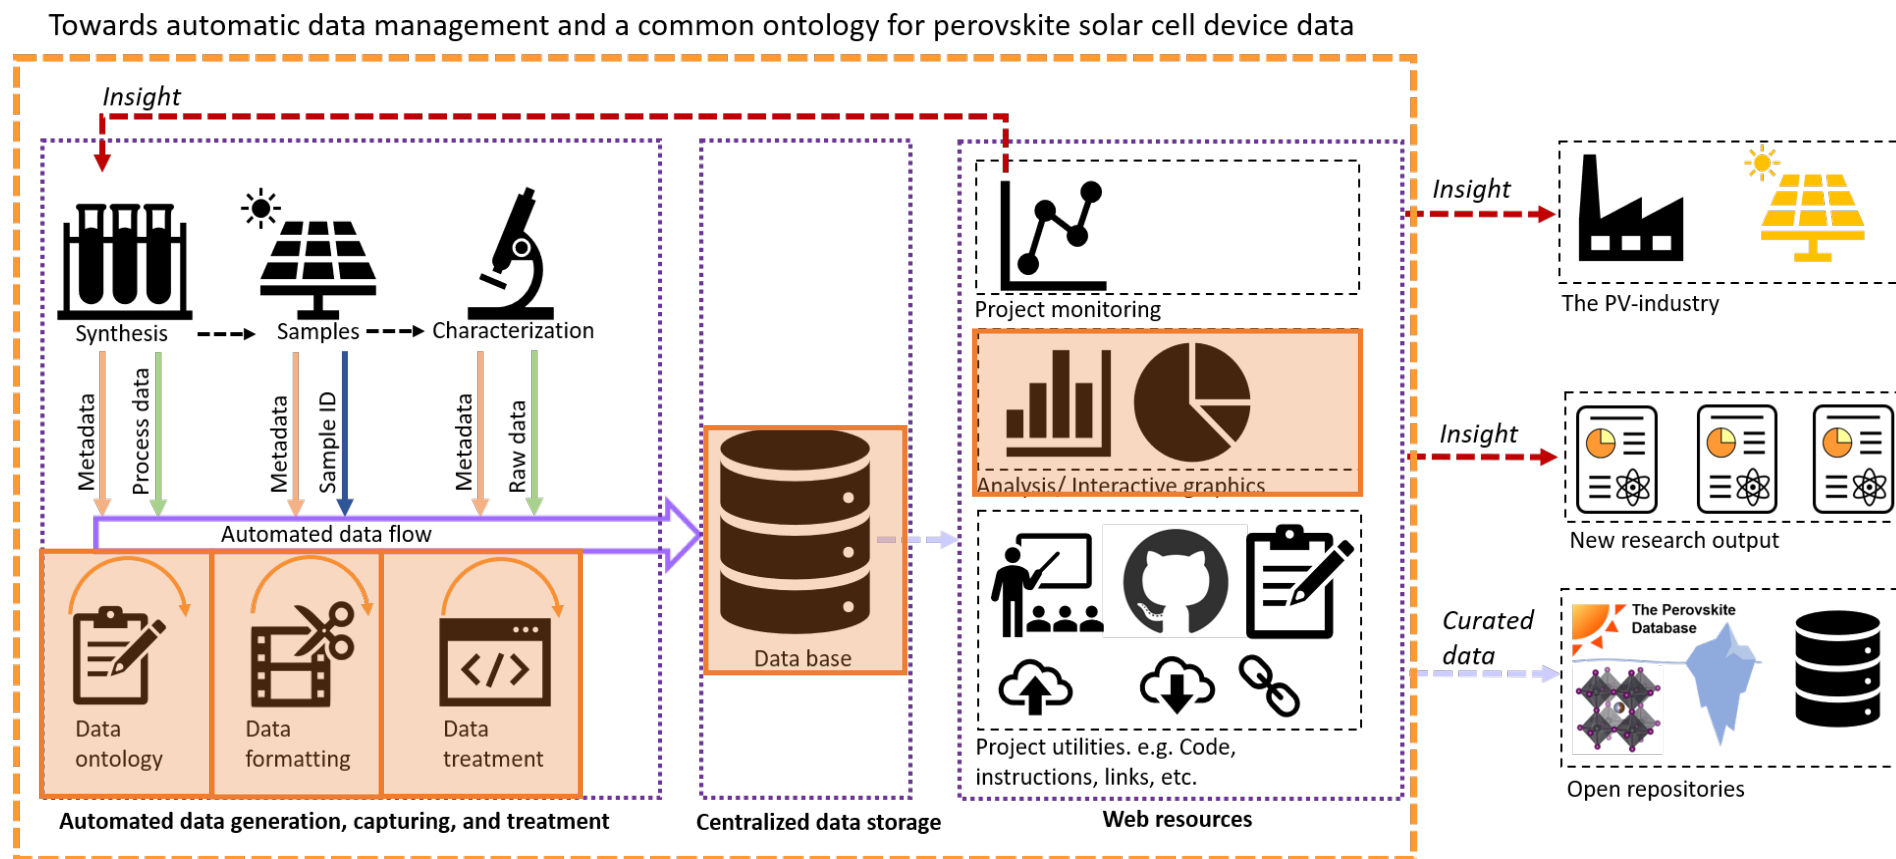 Towards automatic data management and a common ontology for perovskite solar cell device data
Insight
Synthesis
Samples
Characterization
Metadata
Process data
Metadata
Sample ID
Metadata
Raw data
Automated data flow
Data
ontology
Data
formatting
</>
Data
treatment
Automated data generation, capturing, and treatment
Data base
Centralized data storage
Project monitoring
Analysis/ Interactive graphics
Project utilities. e.g. Code,
instructions, links, etc.
Web resources
Insight
The PV-industry
Insight
New research output
Curated
data
The Perovskite
Database
Open repositories